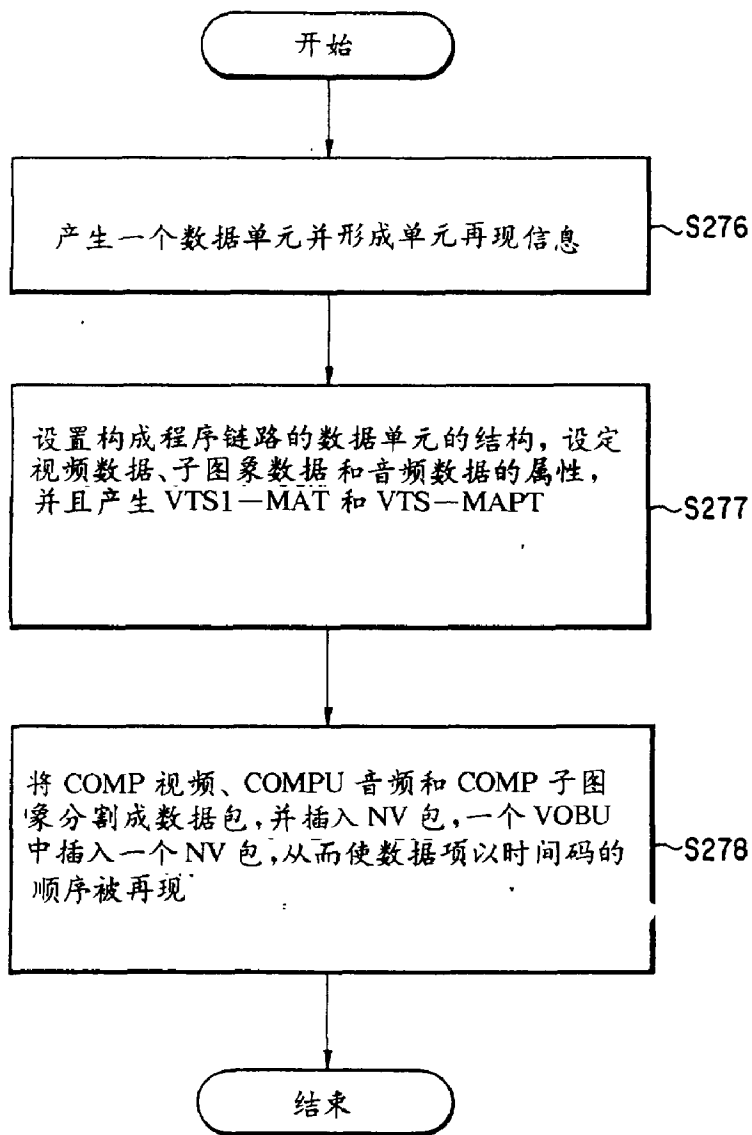 开始
产生一个数据单元并形成单元再现信息
S276
设置构成程序链路的数据单元的结构，设定
视频数据、子图象数据和音频数据的属性，
并且产生 VTS1—MAT 和 VTS—MAPT
S277
将 COMP 视频、COMPU 音频和 COMP 子图
象分割成数据包，并插入 NV 包，一个 VOBU
中插入一个 NV 包，从而使数据项以时间码的
顺序被再现
S278
结束